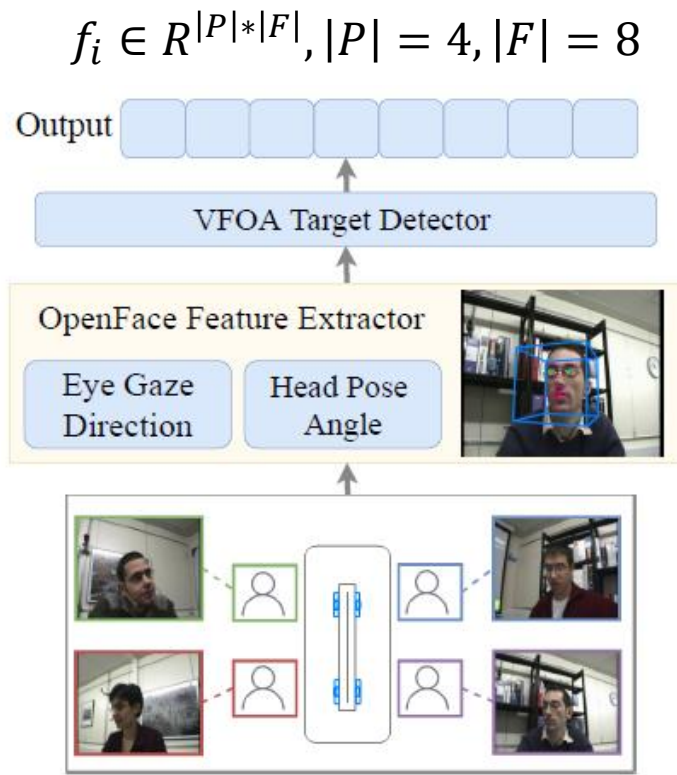 f_i ∈ R^{|P|*|F|}, |P| = 4, |F| = 8
Output
VFOA Target Detector
OpenFace Feature Extractor
Eye Gaze
Direction
Head Pose
Angle